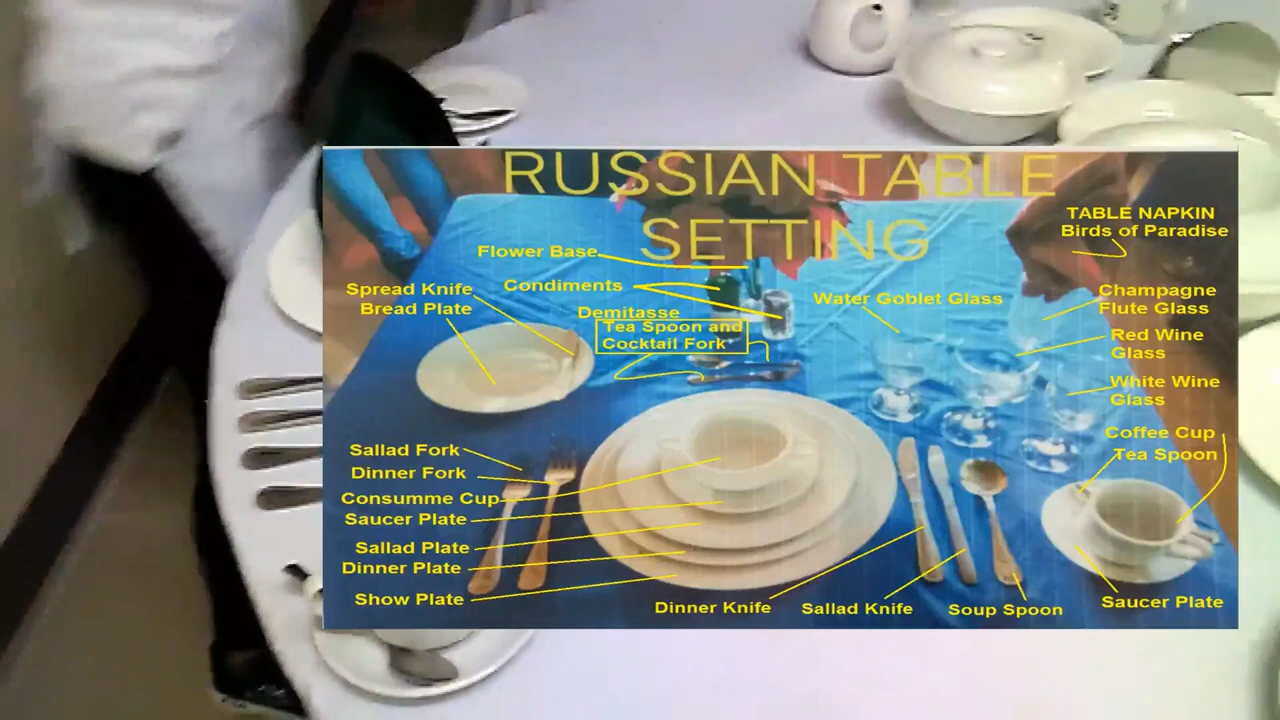 RUSSIAN TABLE
SETTING
TABLE NAPKIN
Birds of Paradise
Flower Base
Condiments
Spread Knife
Bread Plate
Demitasse
Tea Spoon and
Cocktail Fork
Water Goblet Glass
Champagne
Flute Glass
Red Wine
Glass
White Wine
Glass
Coffee Cup
Tea Spoon
Sallad Fork
Dinner Fork
Consumme Cup
Saucer Plate
Sallad Plate
Dinner Plate
Show Plate
Dinner Knife
Sallad Knife
Soup Spoon
Saucer Plate